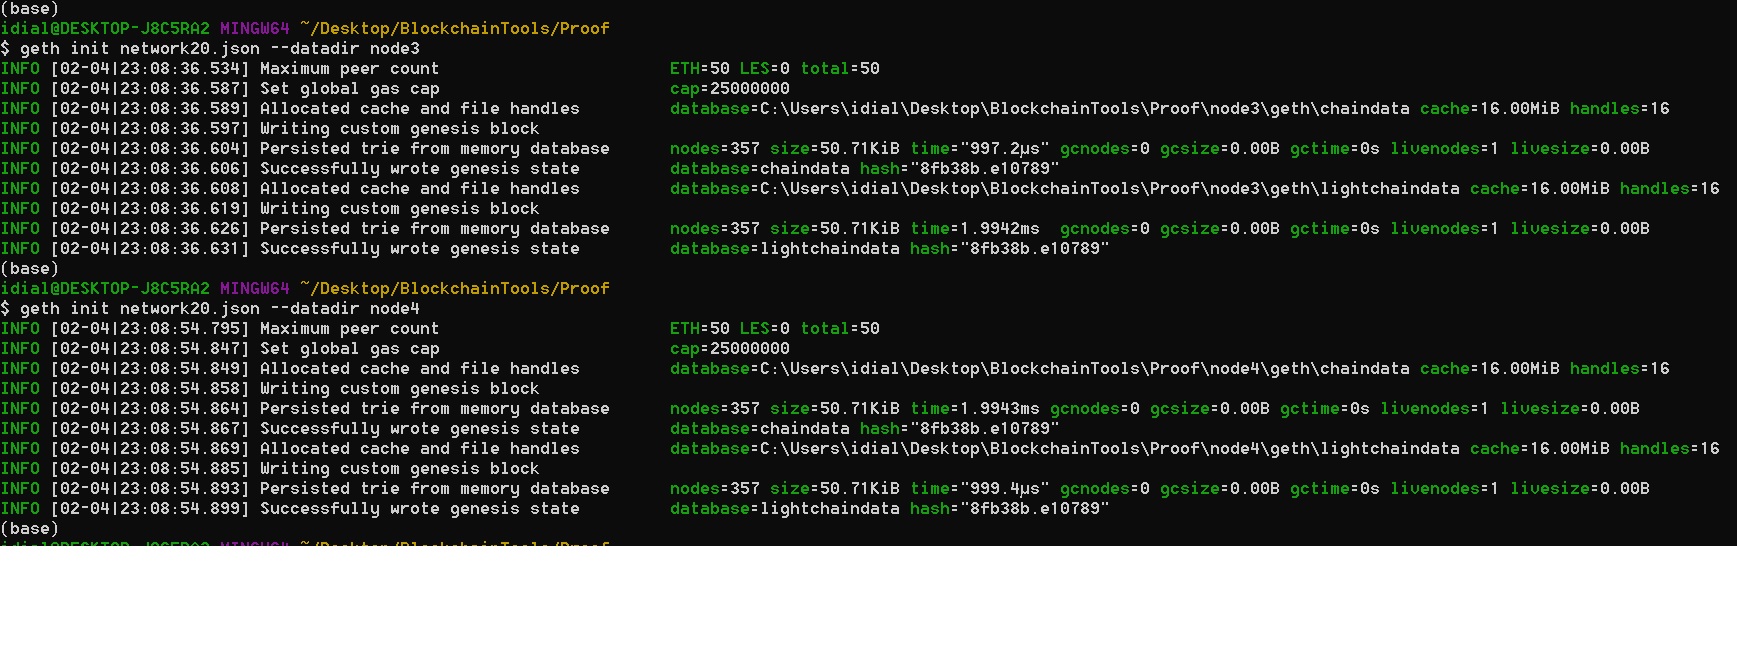 (base)
idial@DESKTOP-J8C5RA2 MINGW64 ~/Desktop/BlockchainTools/Proof
$ geth init network20.json --datadir node3
INFO [02-04|23:08:36.534] Maximum peer count                       ETH=50 LES=0 total=50
INFO [02-04|23:08:36.587] Set global gas cap                       cap=25000000
INFO [02-04|23:08:36.589] Allocated cache and file handles         database=C:\Users\idial\Desktop\BlockchainTools\Proof\node3\geth\chaindata cache=16.00MiB handles=16
INFO [02-04|23:08:36.597] Writing custom genesis block
INFO [02-04|23:08:36.604] Persisted trie from memory database      nodes=357 size=50.71KiB time="997.2µs" gcnodes=0 gcsize=0.00B gctime=0s livenodes=1 livesize=0.00B
INFO [02-04|23:08:36.606] Successfully wrote genesis state         database=chaindata hash="8fb38b.e10789"
INFO [02-04|23:08:36.608] Allocated cache and file handles         database=C:\Users\idial\Desktop\BlockchainTools\Proof\node3\geth\lightchaindata cache=16.00MiB handles=16
INFO [02-04|23:08:36.619] Writing custom genesis block
INFO [02-04|23:08:36.626] Persisted trie from memory database      nodes=357 size=50.71KiB time=1.9942ms  gcnodes=0 gcsize=0.00B gctime=0s livenodes=1 livesize=0.00B
INFO [02-04|23:08:36.631] Successfully wrote genesis state         database=lightchaindata hash="8fb38b.e10789"
(base)
idial@DESKTOP-J8C5RA2 MINGW64 ~/Desktop/BlockchainTools/Proof
$ geth init network20.json --datadir node4
INFO [02-04|23:08:54.795] Maximum peer count                       ETH=50 LES=0 total=50
INFO [02-04|23:08:54.847] Set global gas cap                       cap=25000000
INFO [02-04|23:08:54.849] Allocated cache and file handles         database=C:\Users\idial\Desktop\BlockchainTools\Proof\node4\geth\chaindata cache=16.00MiB handles=16
INFO [02-04|23:08:54.858] Writing custom genesis block
INFO [02-04|23:08:54.864] Persisted trie from memory database      nodes=357 size=50.71KiB time=1.9943ms gcnodes=0 gcsize=0.00B gctime=0s livenodes=1 livesize=0.00B
INFO [02-04|23:08:54.867] Successfully wrote genesis state         database=chaindata hash="8fb38b.e10789"
INFO [02-04|23:08:54.869] Allocated cache and file handles         database=C:\Users\idial\Desktop\BlockchainTools\Proof\node4\geth\lightchaindata cache=16.00MiB handles=16
INFO [02-04|23:08:54.885] Writing custom genesis block
INFO [02-04|23:08:54.893] Persisted trie from memory database      nodes=357 size=50.71KiB time="999.4µs" gcnodes=0 gcsize=0.00B gctime=0s livenodes=1 livesize=0.00B
INFO [02-04|23:08:54.899] Successfully wrote genesis state         database=lightchaindata hash="8fb38b.e10789"
(base)
idial@DESKTOP-J8C5RA2 MINGW64 ~/Desktop/BlockchainTools/Proof